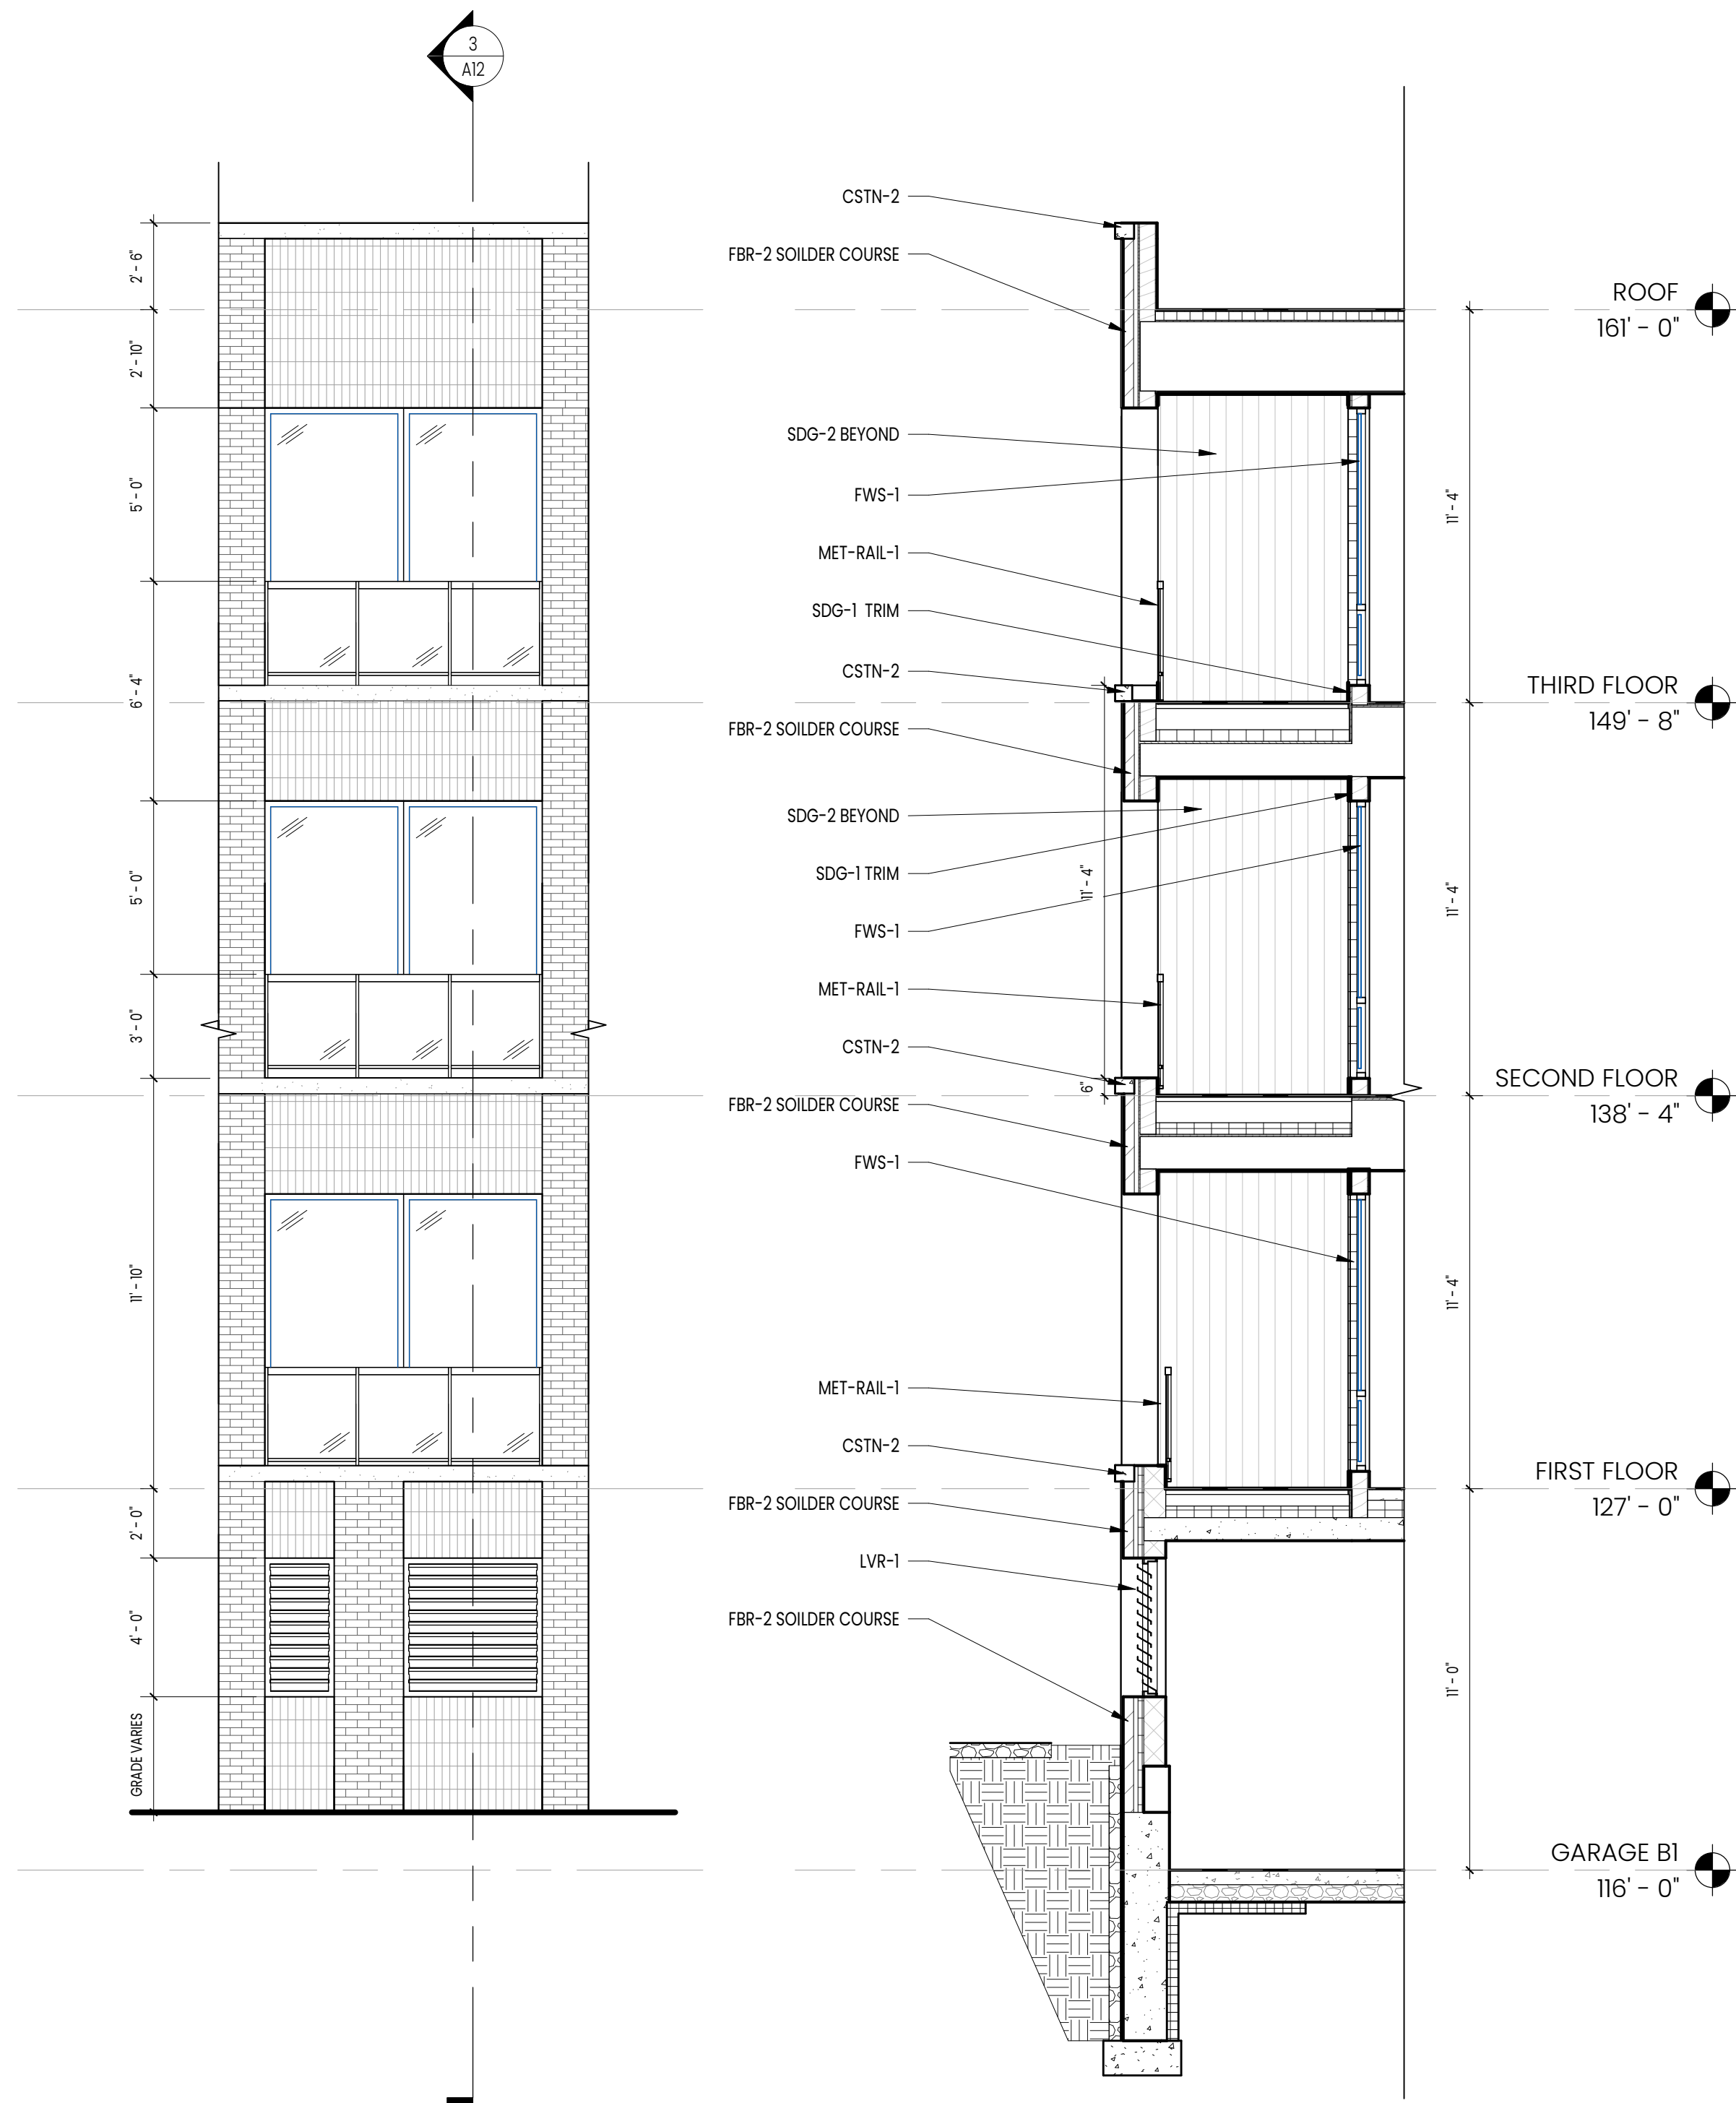 3
A12
2' - 6"
2' - 10"
5' - 0"
6' - 4"
5' - 0"
3' - 0"
11' - 10"
2' - 0"
4' - 0"
GRADE VARIES
CSTN-2
FBR-2 SOILDER COURSE
SDG-2 BEYOND
FWS-1
MET-RAIL-1
SDG-1 TRIM
CSTN-2
FBR-2 SOILDER COURSE
SDG-2 BEYOND
SDG-1 TRIM
FWS-1
MET-RAIL-1
CSTN-2
FBR-2 SOILDER COURSE
FWS-1
MET-RAIL-1
CSTN-2
FBR-2 SOILDER COURSE
LVR-1
FBR-2 SOILDER COURSE
11' - 4"
6"
11' - 4"
11' - 4"
11' - 4"
11' - 0"
ROOF
161' - 0"
THIRD FLOOR
149' - 8"
SECOND FLOOR
138' - 4"
FIRST FLOOR
127' - 0"
GARAGE B1
116' - 0"